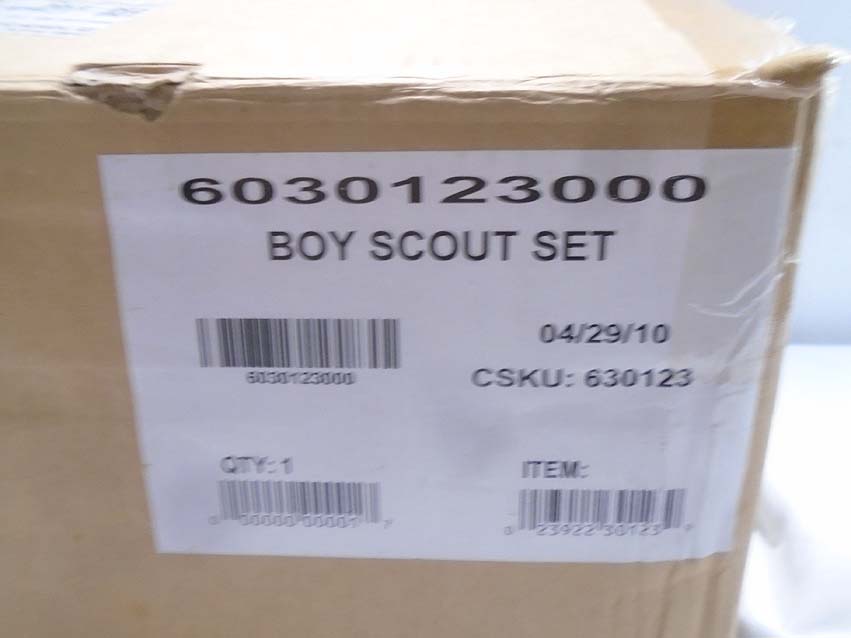 6030123000
BOY SCOUT SET
04/29/10
6030123000
CSKU: 630123
QTY: 1
ITEM:
0 00000 00001 7
0 23922 30123